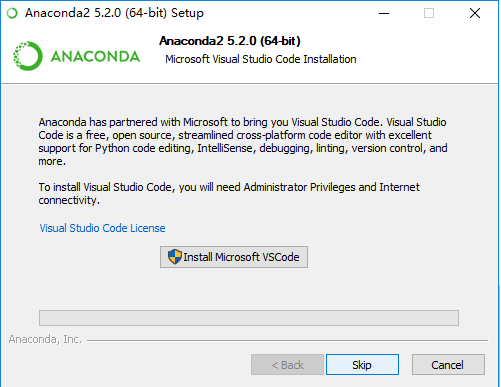 Anaconda2 5.2.0 (64-bit) Setup
Anaconda2 5.2.0 (64-bit)
Microsoft Visual Studio Code Installation
ANACONDA
Anaconda has partnered with Microsoft to bring you Visual Studio Code. Visual Studio
Code is a free, open source, streamlined cross-platform code editor with excellent
support for Python code editing, IntelliSense, debugging, linting, version control, and
more.
To install Visual Studio Code, you will need Administrator Privileges and Internet
connectivity.
Visual Studio Code License
Install Microsoft VSCode
Anaconda, Inc.
< Back
Skip
Cancel